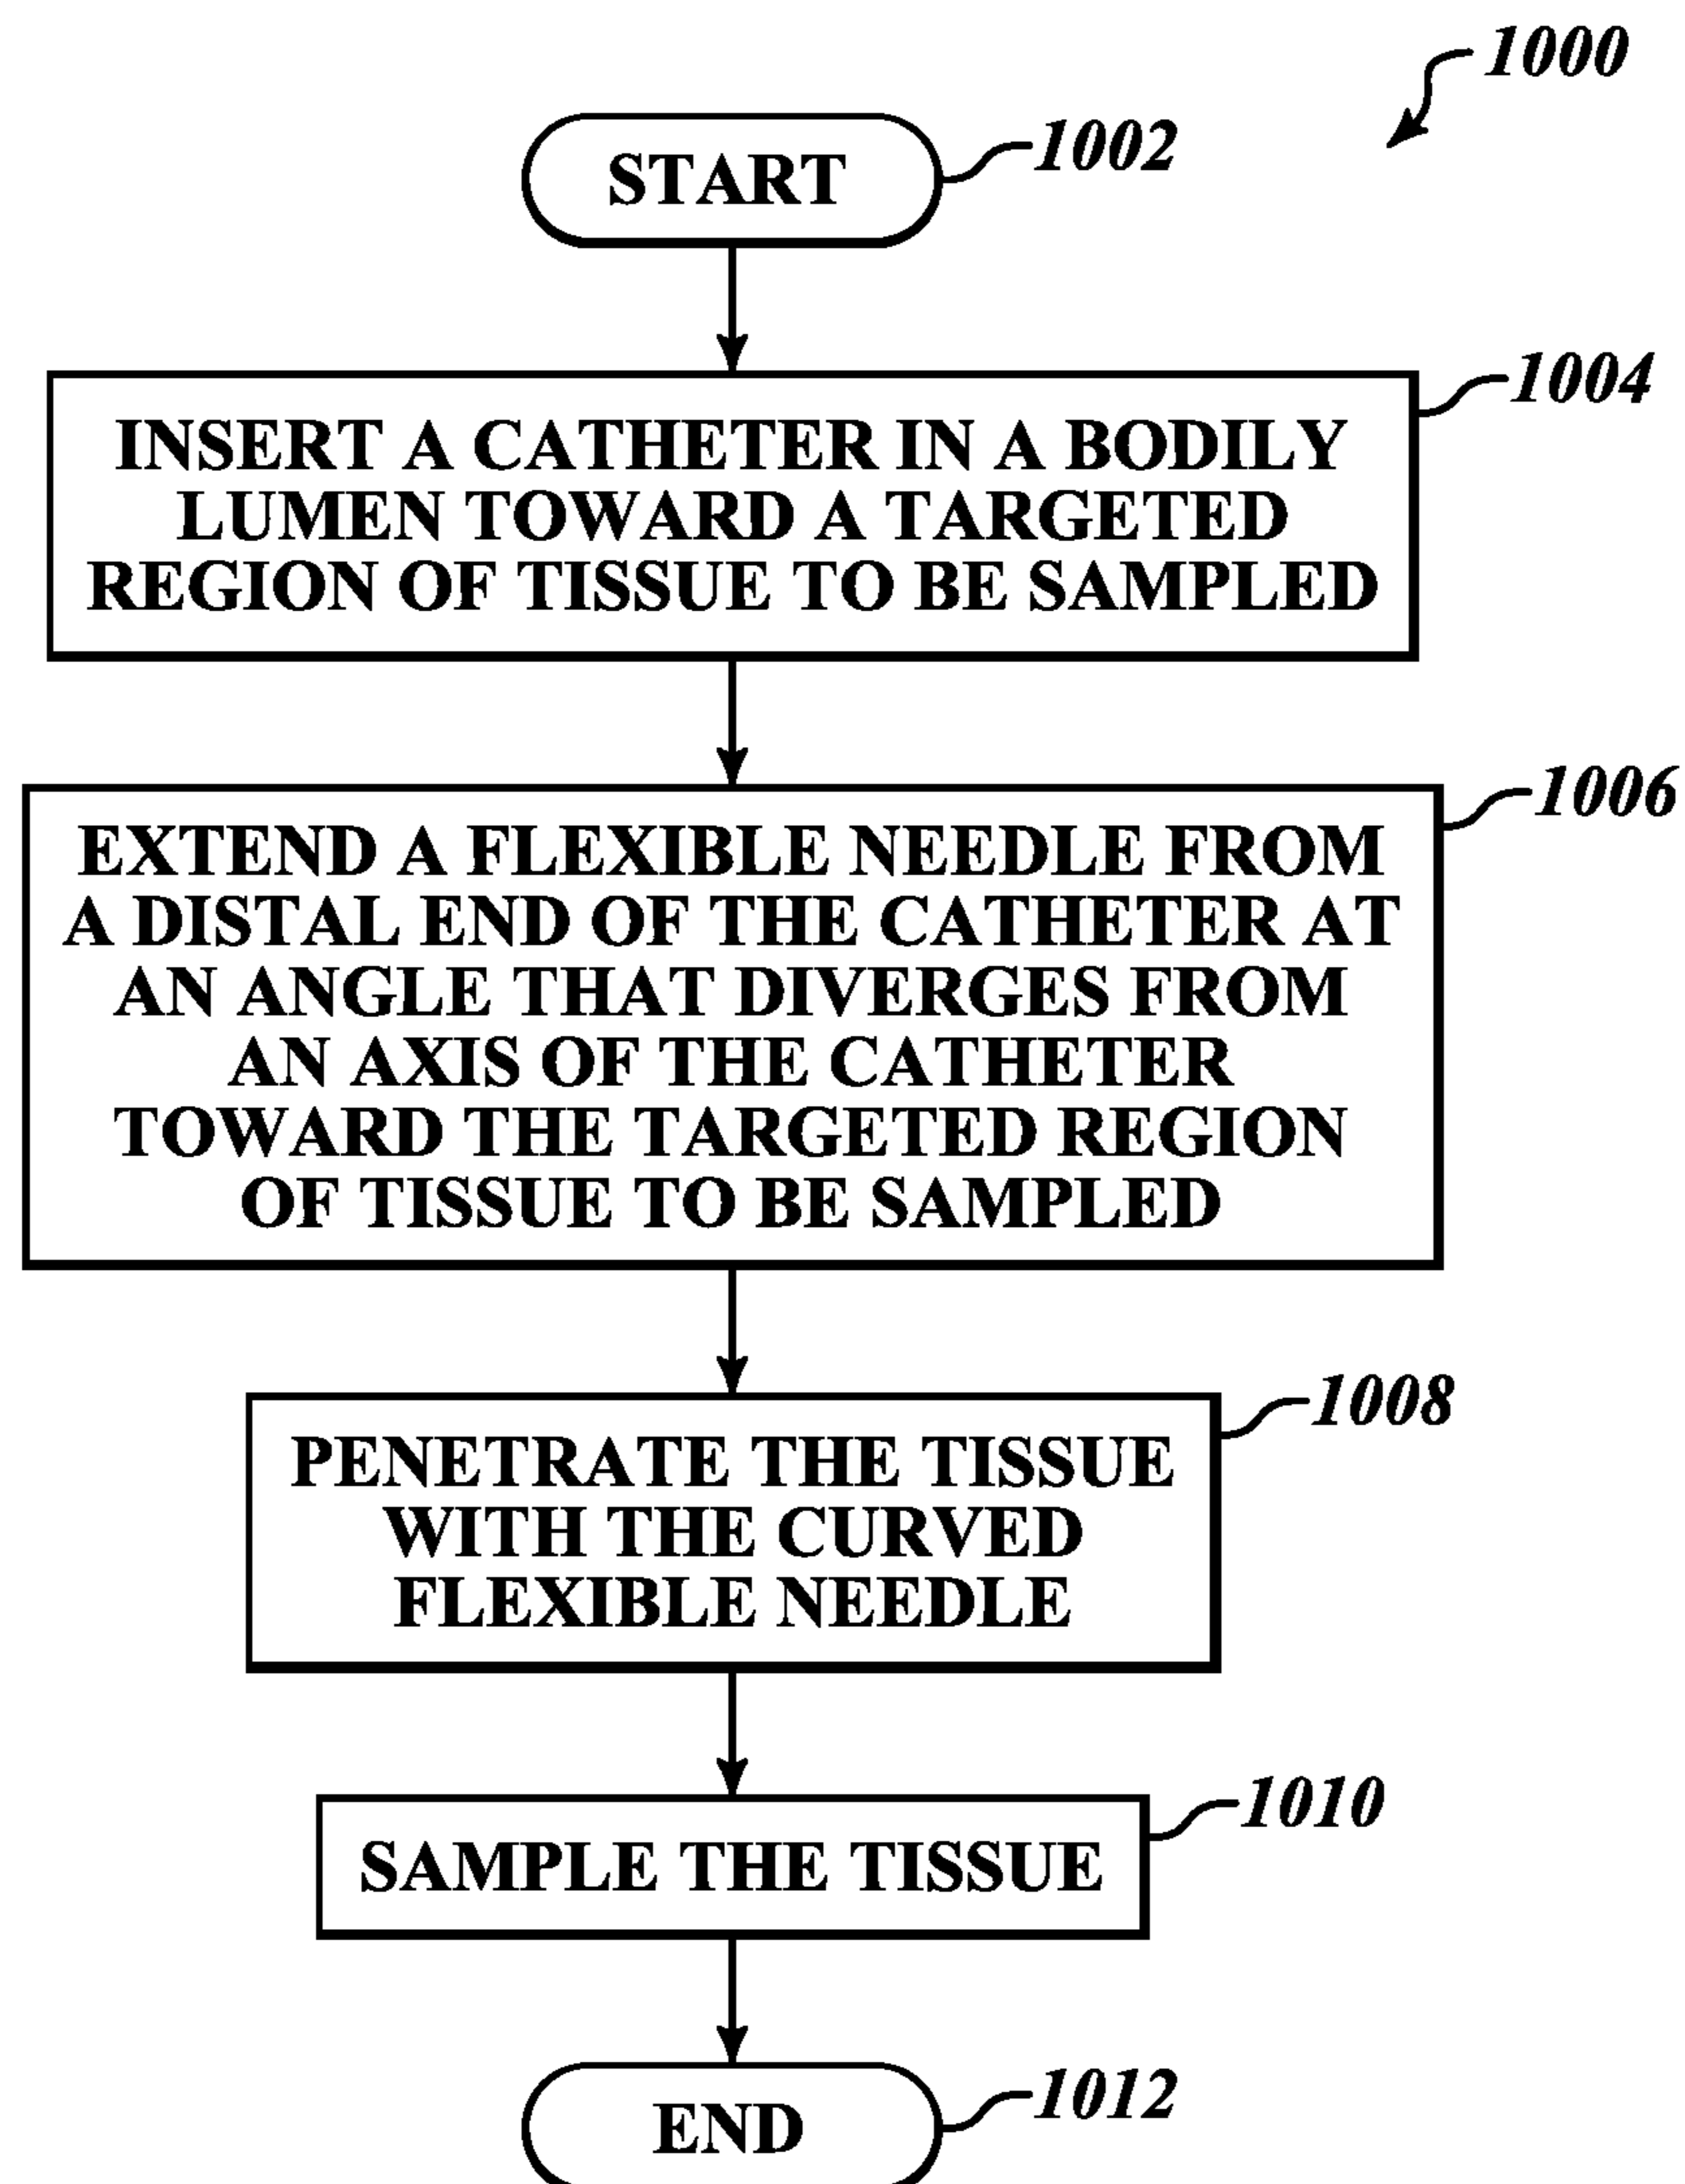 1000
START
1002
INSERT A CATHETER IN A BODILY
LUMEN TOWARD A TARGETED
REGION OF TISSUE TO BE SAMPLED
1004
EXTEND A FLEXIBLE NEEDLE FROM
A DISTAL END OF THE CATHETER AT
AN ANGLE THAT DIVERGES FROM
AN AXIS OF THE CATHETER
TOWARD THE TARGETED REGION
OF TISSUE TO BE SAMPLED
1006
PENETRATE THE TISSUE
WITH THE CURVED
FLEXIBLE NEEDLE
1008
SAMPLE THE TISSUE
1010
END
1012